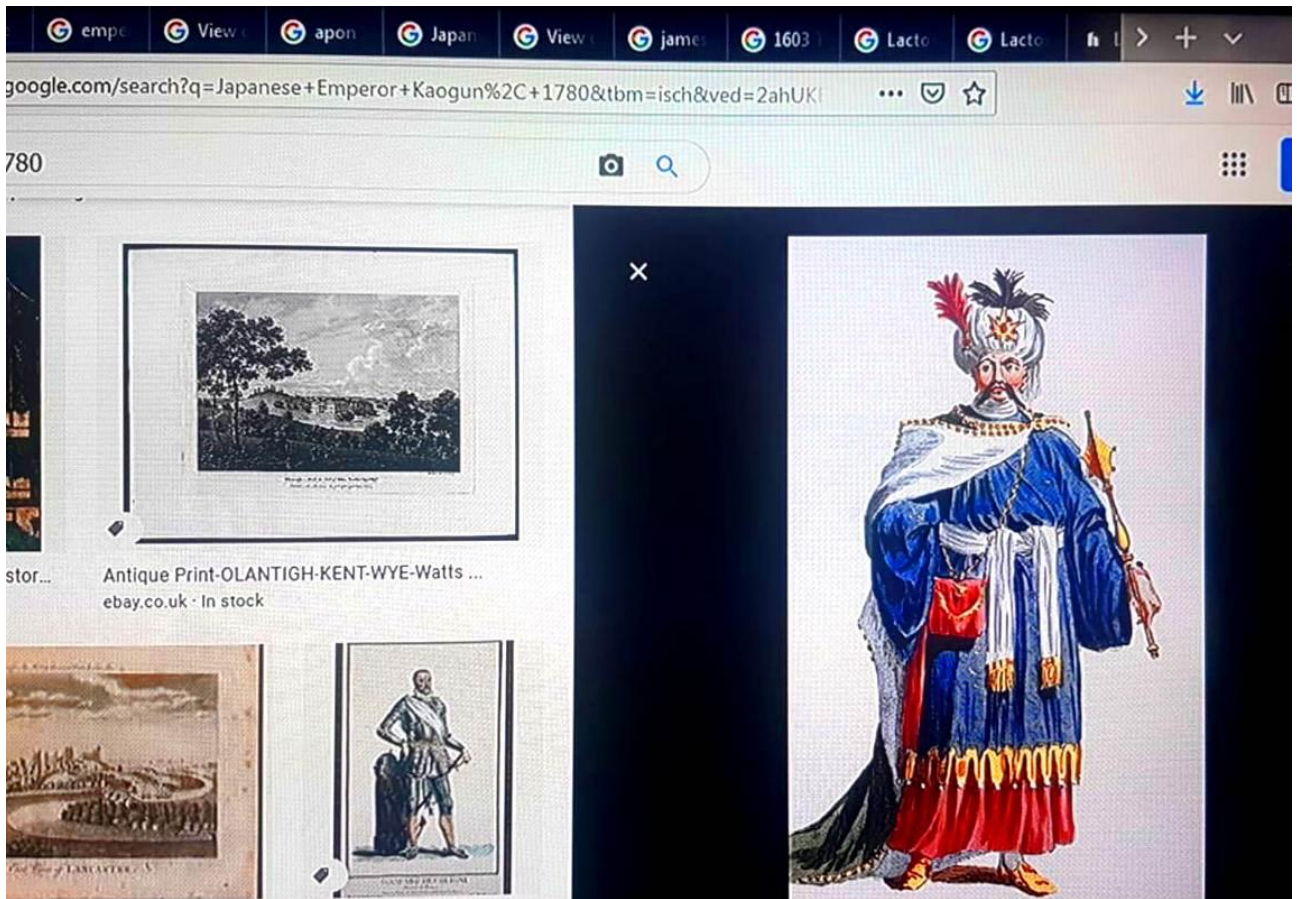 empe
View
apon
Japan
View
james
1603
Lacto
Lacto
google.com/search?q=Japanese+Emperor+Kaogun%2C+1780&tbm=isch&ved=2ahUK
780
stor...
Antique Print-OLANTIGH-KENT-WYE-Watts ...
ebay.co.uk · In stock
LANCASTER